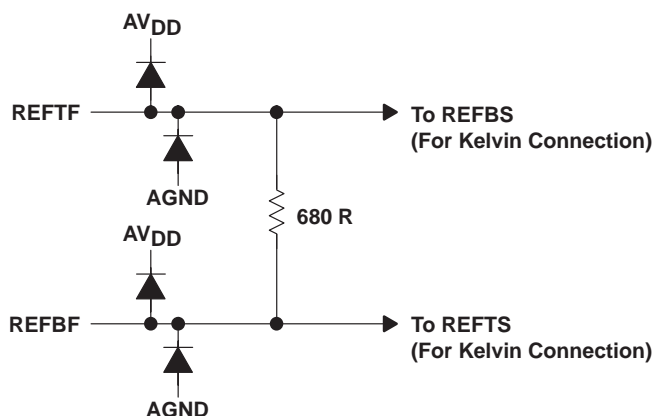 AVDD
REFTF
To REFBS
(For Kelvin Connection)
AGND
680 R
AVDD
REFBF
To REFTS
(For Kelvin Connection)
AGND